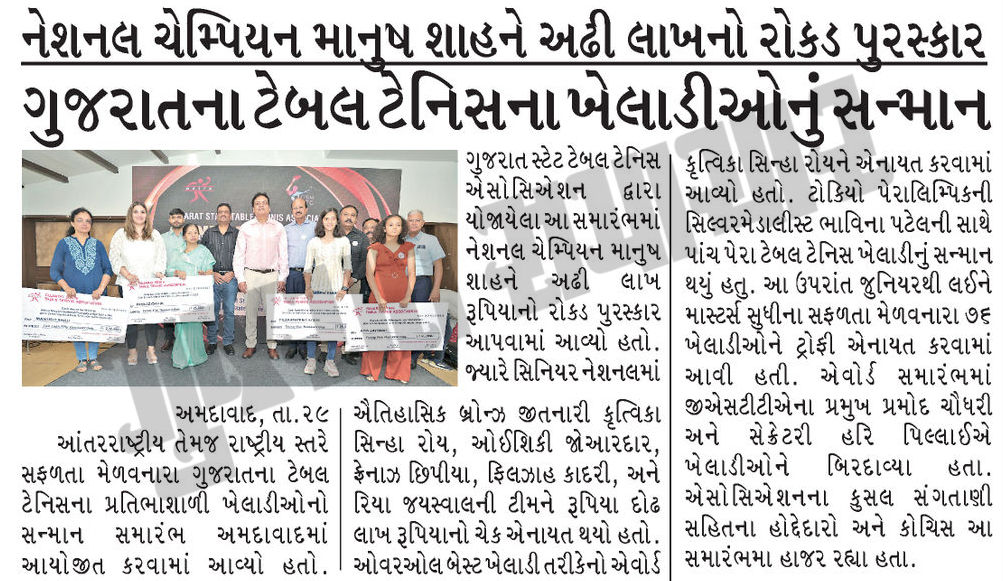 નેશનલ ચેમ્પિયન માનુષ શાહને અઢી લાખનો રોકડ પુરસ્કાર
ગુજરાતના ટેબલ ટેનિસના ખેલાડીઓનું સન્માન
અમદાવાદ, તા.૨૯
આંતરરાષ્ટ્રીય તેમજ રાષ્ટ્રીય સ્તરે
સફળતા મેળવનારા ગુજરાતના ટેબલ
ટેનિસના પ્રતિભાશાળી ખેલાડીઓનો
સન્માન સમારંભ અમદાવાદમાં
આયોજીત કરવામાં આવ્યો હતો.
ગુજરાત સ્ટેટ ટેબલ ટેનિસ
એસોસિએશન દ્વારા
યોજાયેલા આ સમારંભમાં
નેશનલ ચેમ્પિયન માનુષ
શાહને અઢી લાખ
રૂપિયાનો રોકડ પુરસ્કાર
આપવામાં આવ્યો હતો.
જ્યારે સિનિયર નેશનલમાં
ઐતિહાસિક બ્રોન્ઝ જીતનારી કૃત્વિકા
સિન્હા રોય, ઓઈશિકી જોઆરદાર,
ફ્રેનાઝ છિપીયા, ફિલઝાહ કાદરી, અને
રિયા જયસ્વાલની ટીમને રૂપિયા દોઢ
લાખ રૂપિયાનો ચેક એનાયત થયો હતો.
ઓવરઓલ બેસ્ટ ખેલાડી તરીકેનો એવોર્ડ
કૃત્વિકા સિન્હા રોયને એનાયત કરવામાં
આવ્યો હતો. ટોકિયો પેરાલિમ્પિકની
સિલ્વરમેડાલીસ્ટ ભાવિના પટેલની સાથે
પાંચ પેરા ટેબલ ટેનિસ ખેલાડીનું સન્માન
થયું હતુ. આ ઉપરાંત જુનિયરથી લઈને
માસ્ટર્સ સુધીના સફળતા મેળવનારા ૭૬
ખેલાડીઓને ટ્રોફી એનાયત કરવામાં
આવી હતી. એવોર્ડ સમારંભમાં
જીએસટીટીએના પ્રમુખ પ્રમોદ ચૌધરી
અને સેક્રેટરી હરિ પિલ્લાઈએ
ખેલાડીઓને બિરદાવ્યા હતા.
એસોસિએશનના કુસલ સંગતાણી
સહિતના હોદ્દેદારો અને કોચિસ આ
સમારંભમા હાજર રહ્યા હતા.